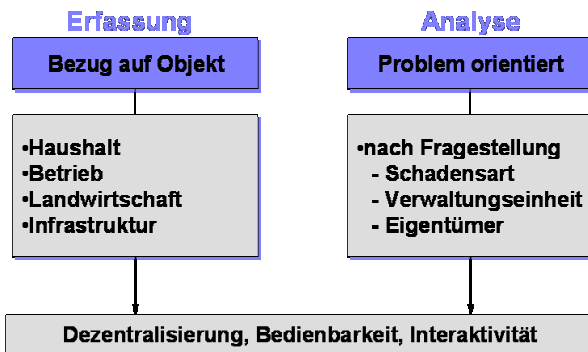 Erfassung
Bezug auf Objekt
•Haushalt
•Betrieb
•Landwirtschaft
•Infrastruktur
Analyse
Problem orientiert
•nach Fragestellung
- Schadensart
- Verwaltungseinheit
- Eigentümer
Dezentralisierung, Bedienbarkeit, Interaktivität